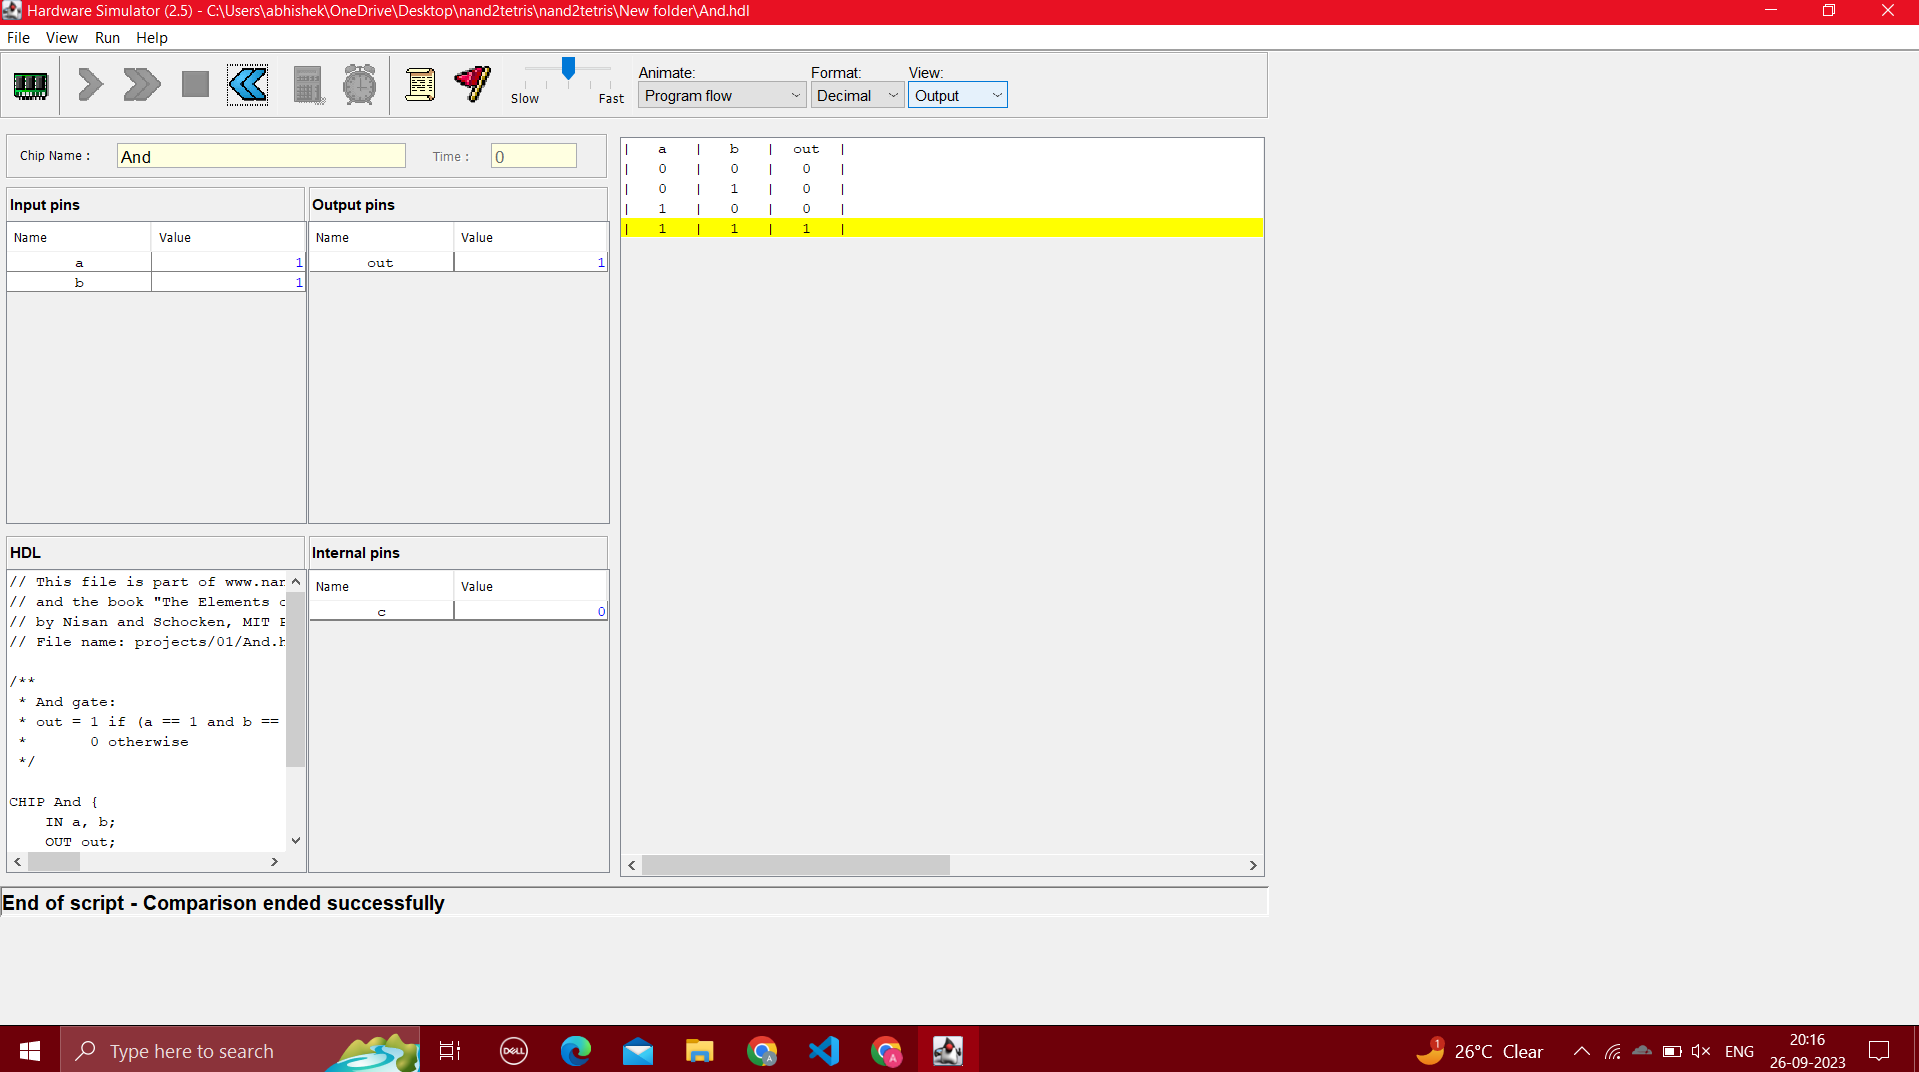 Hardware Simulator (2.5) - C:\Users\abhishek\OneDrive\Desktop\nand2tetris\nand2tetris\New folder\And.hdl
File View Run Help
Animate: Format: View:
Slow Fast Program flow Decimal Output
Chip Name : And Time : 0
Input pins
Name Value
a 1
b 1
Output pins
Name Value
out 1
| a | b | out |
| 0 | 0 | 0 |
| 0 | 1 | 0 |
| 1 | 0 | 0 |
| 1 | 1 | 1 |
HDL
// This file is part of www.nan
// and the book "The Elements o
// by Nisan and Schocken, MIT P
// File name: projects/01/And.h
/**
* And gate:
* out = 1 if (a == 1 and b ==
* 0 otherwise
*/
CHIP And {
IN a, b;
OUT out;
Internal pins
Name Value
c 0
End of script - Comparison ended successfully
Type here to search
DELL
A
A
1
26°C Clear
ENG
20:16
26-09-2023